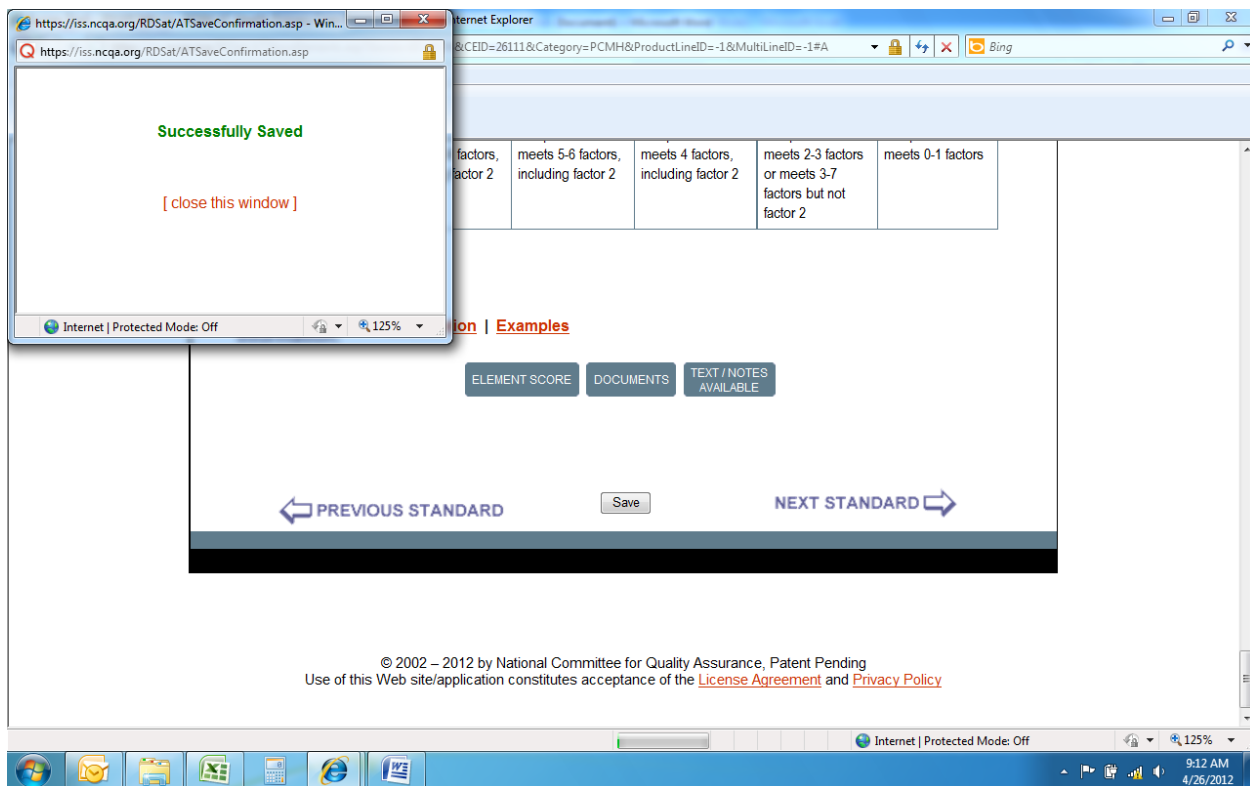 https://iss.ncqa.org/RDSat/ATSaveConfirmation.asp - Win...
https://iss.ncqa.org/RDSat/ATSaveConfirmation.asp
Successfully Saved
[ close this window ]
Internet | Protected Mode: Off
125%
nternet Explorer
&CEID=26111&Category=PCMH&ProductLineID=-1&MultiLineID=-1#A
Bing
factors,
factor 2
meets 5-6 factors,
including factor 2
meets 4 factors,
including factor 2
meets 2-3 factors
or meets 3-7
factors but not
factor 2
meets 0-1 factors
ion | Examples
ELEMENT SCORE
DOCUMENTS
TEXT / NOTES
AVAILABLE
PREVIOUS STANDARD
Save
NEXT STANDARD
© 2002 – 2012 by National Committee for Quality Assurance, Patent Pending
Use of this Web site/application constitutes acceptance of the License Agreement and Privacy Policy
Internet | Protected Mode: Off
125%
9:12 AM
4/26/2012